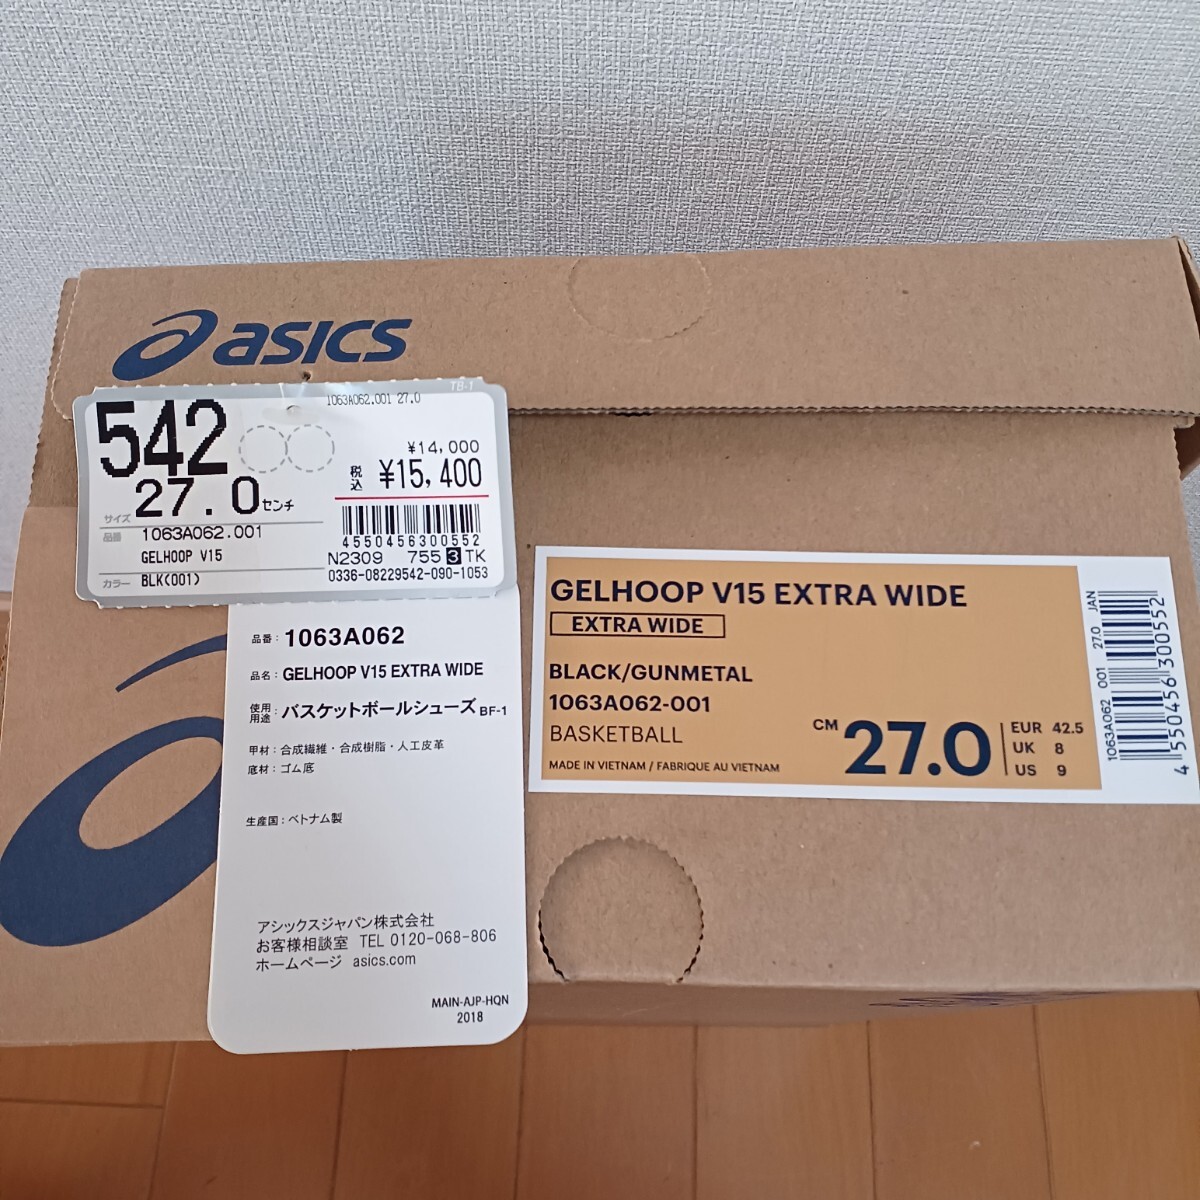 asics
TB-1
1063A062.001 27.0
542
¥14,000
税込 ¥15,400
サイズ 27.0センチ
品番 1063A062.001
GELHOOP V15
カラー BLK(001)
4550456300552
N2309 755 3 TK
0336-08229542-090-1053
品番: 1063A062
品名: GELHOOP V15 EXTRA WIDE
使用用途: バスケットボールシューズ BF-1
甲材: 合成繊維・合成樹脂・人工皮革
底材: ゴム底
生産国: ベトナム製
アシックスジャパン株式会社
お客様相談室 TEL 0120-068-806
ホームページ asics.com
MAIN-AJP-HQN
2018
GELHOOP V15 EXTRA WIDE
EXTRA WIDE
BLACK/GUNMETAL
1063A062-001
BASKETBALL
MADE IN VIETNAM / FABRIQUE AU VIETNAM
CM 27.0
EUR 42.5
UK 8
US 9
1063A062 001 27.0 JAN
4 550456 300552